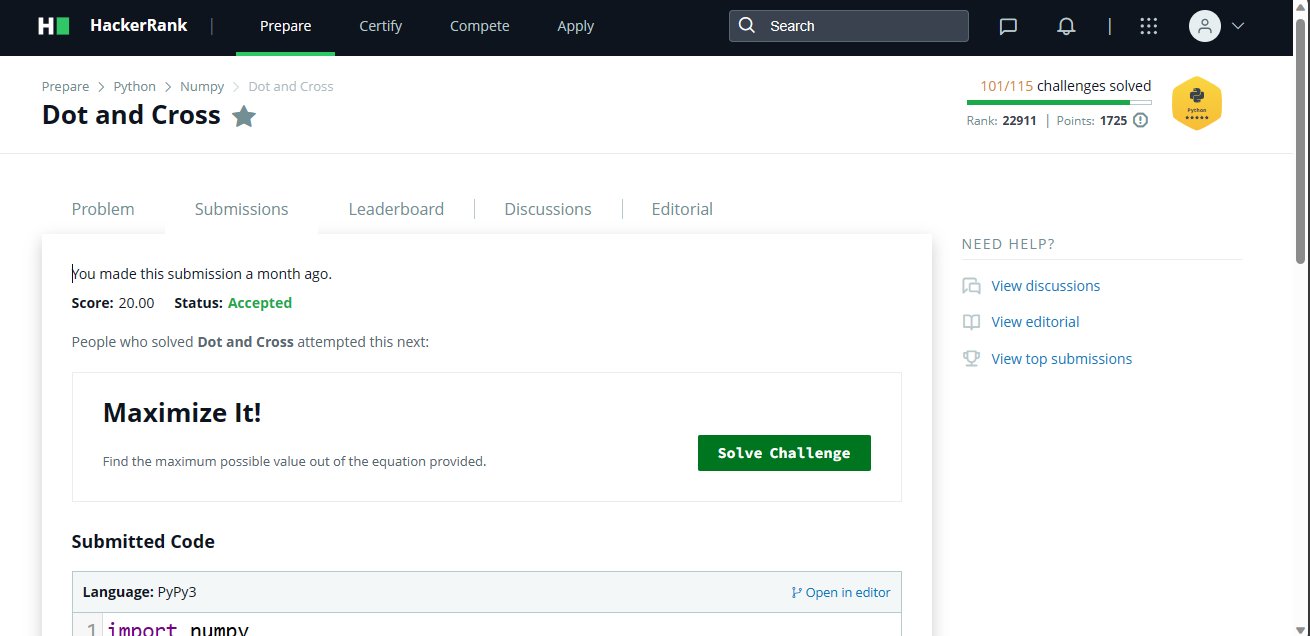 H HackerRank | Prepare Certify Compete Apply Search |
Prepare > Python > Numpy > Dot and Cross
Dot and Cross
101/115 challenges solved
Rank: 22911 | Points: 1725
Python
Problem Submissions Leaderboard Discussions Editorial
You made this submission a month ago.
Score: 20.00 Status: Accepted
People who solved Dot and Cross attempted this next:
Maximize It!
Find the maximum possible value out of the equation provided.
Solve Challenge
Submitted Code
Language: PyPy3 Open in editor
1 import numpy
NEED HELP?
View discussions
View editorial
View top submissions